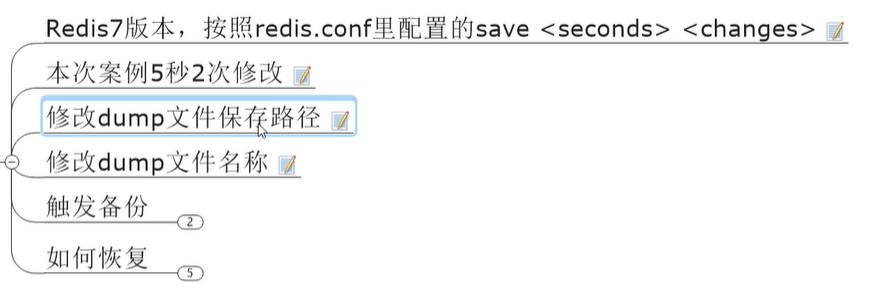 Redis7版本，按照redis.conf里配置的save <seconds> <changes>
本次案例5秒2次修改
修改dump文件保存路径
修改dump文件名称
触发备份
2
如何恢复
5